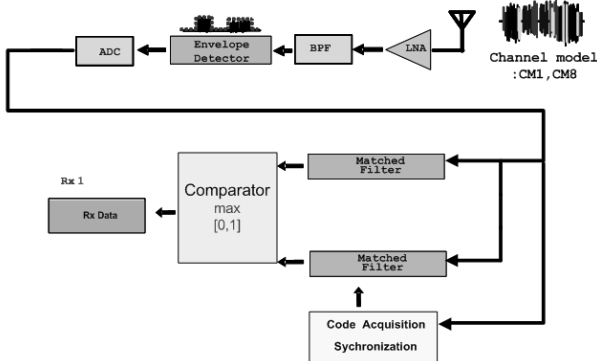 ADC
Envelope
Detector
BPF
LNA
Channel model
:CM1,CM8
Matched
Filter
Rx 1
Comparator
max
[0,1]
Rx Data
Matched
Filter
Code Acquisition
Sychronization